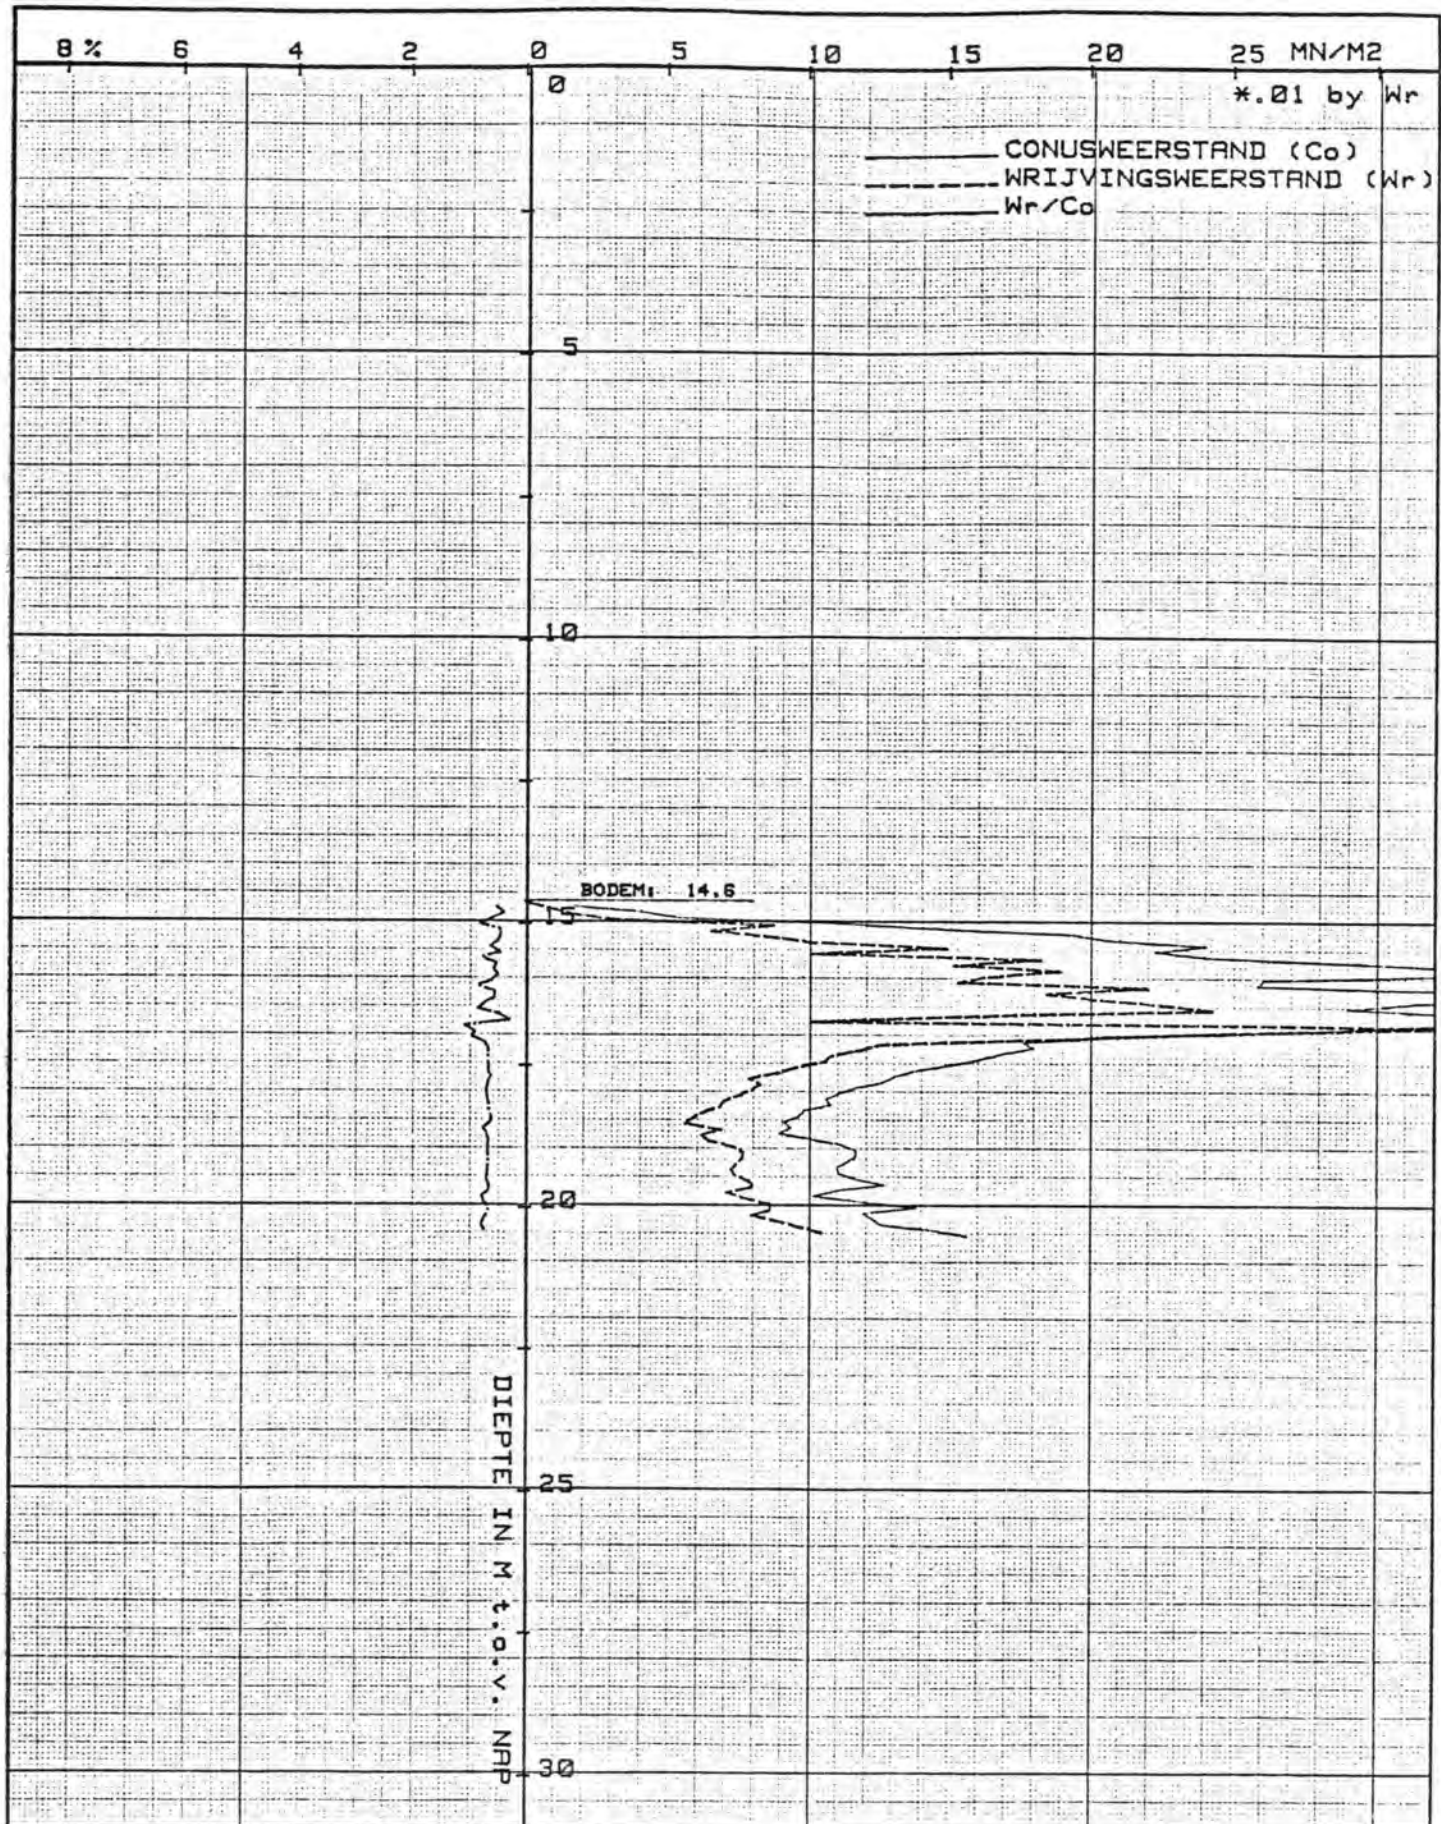 8 % 6 4 2 0 5 10 15 20 25 MN/M2
0
*.01 by Wr
CONUSWEERSTAND (Co)
WRIJVINGSWEERSTAND (Wr)
Wr/Co
5
10
BODEM: 14.6
15
20
25
30
DIEPTE IN M t.o.v. NAP